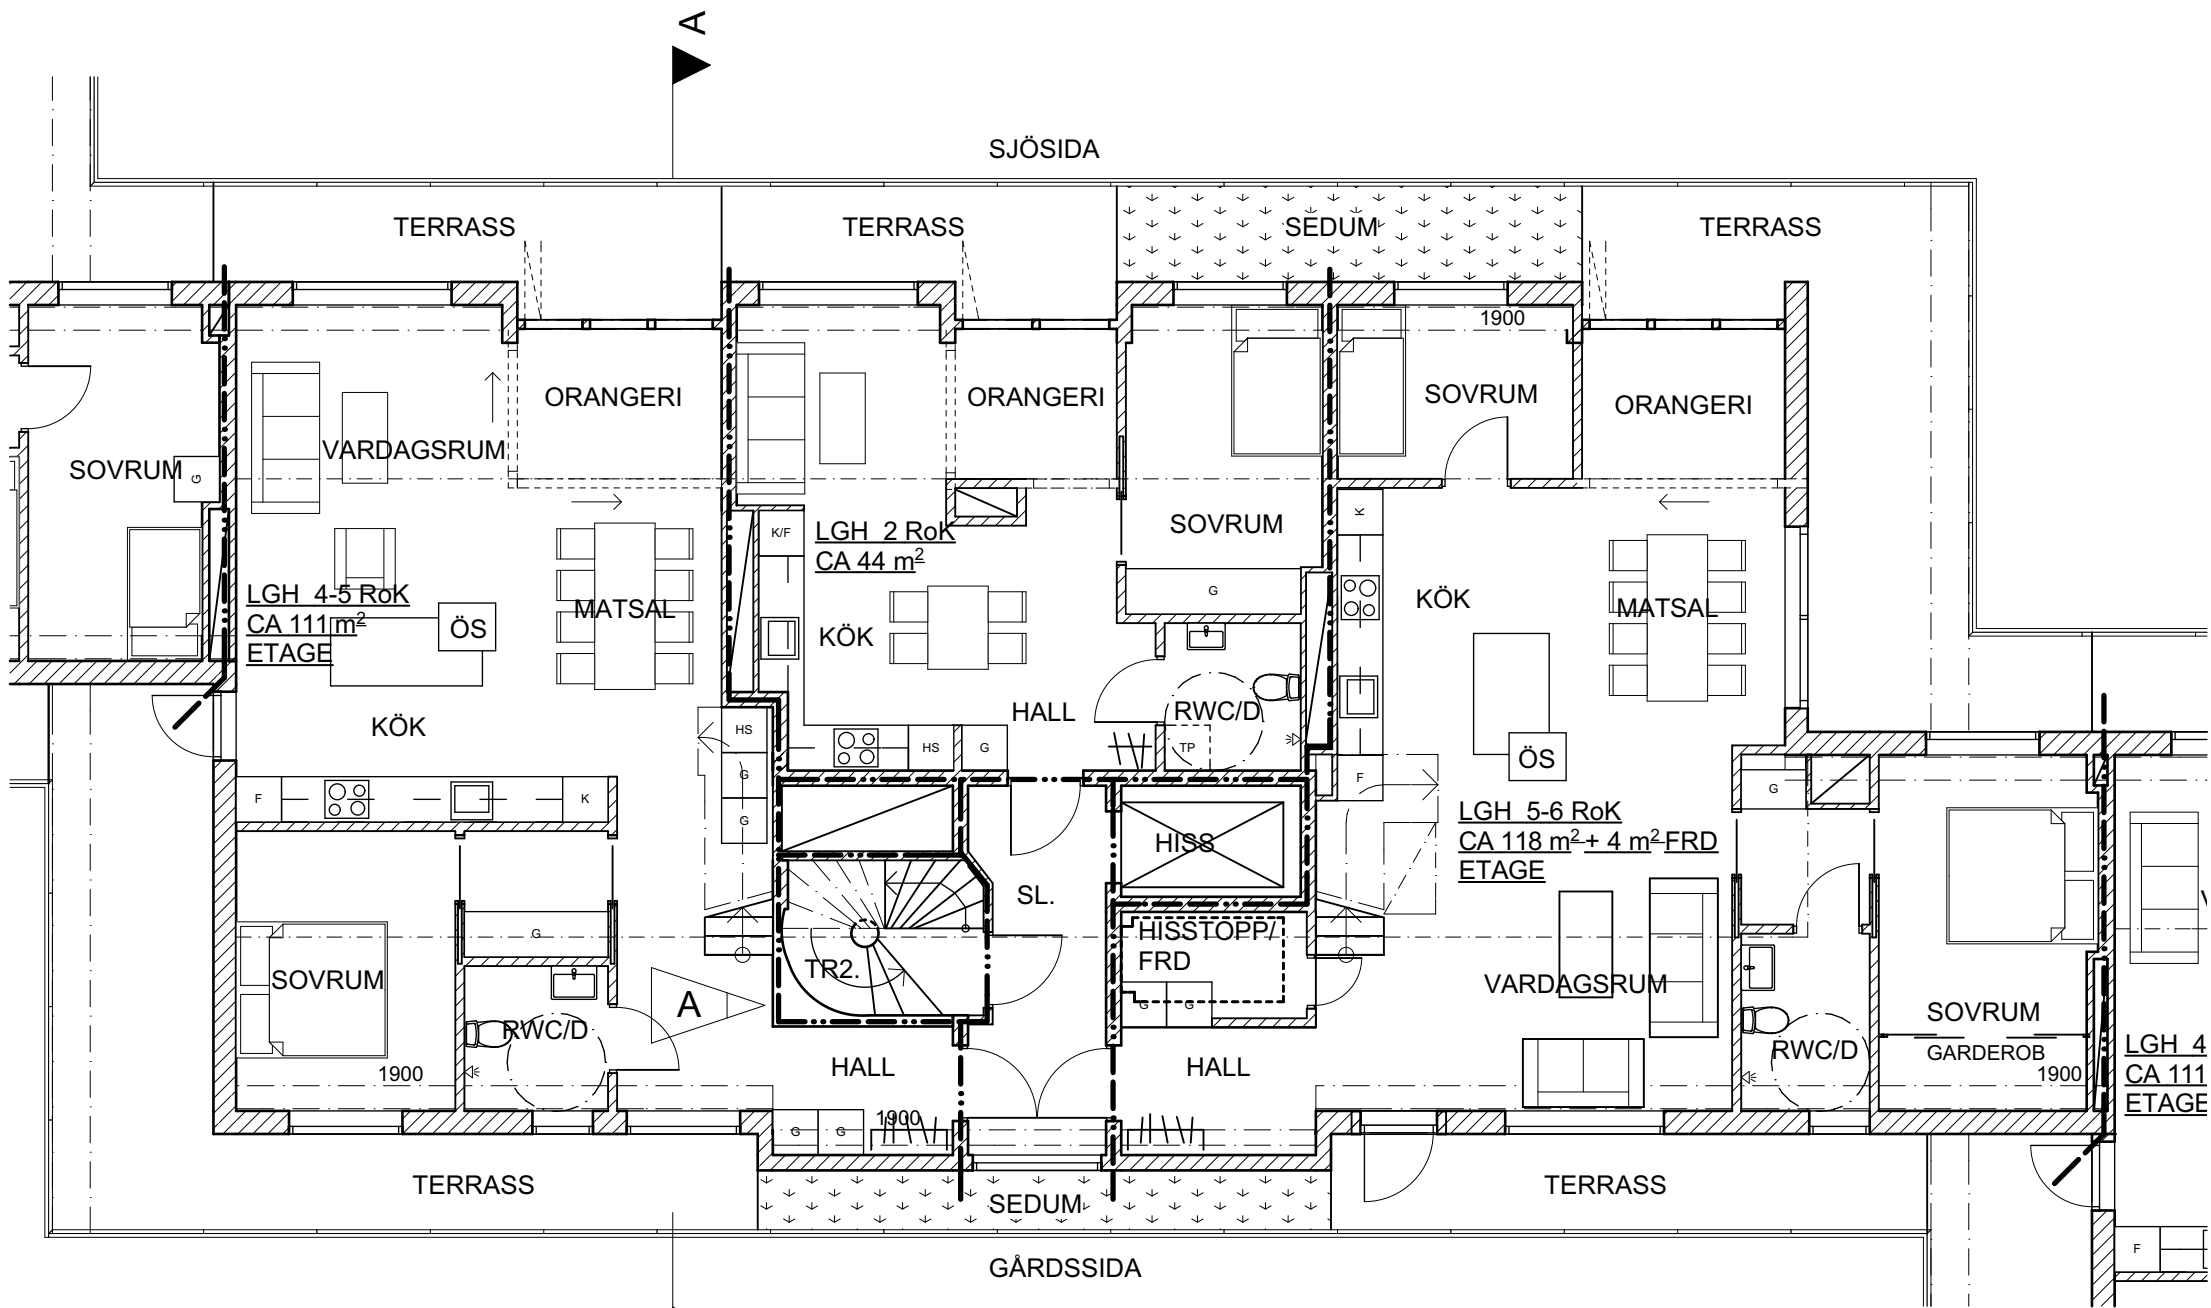 A
SJÖSIDA
TERRASS
TERRASS
SEDUM
TERRASS
1900
ORANGERI
ORANGERI
SOVRUM
ORANGERI
VARDAGSRUM
SOVRUM
G
K
SOVRUM
K/F
LGH 2 RoK
CA 44 m²
G
LGH 4-5 RoK
CA 111 m²
ETAGE
ÖS
MATSAL
KÖK
KÖK
MATSAL
HALL
RWC/D
KÖK
HS
HS
G
TP
ÖS
G
G
F
K
F
G
LGH 5-6 RoK
CA 118 m² + 4 m² FRD
ETAGE
HISS
SL.
G
HISSTOPP/
FRD
TR2.
SOVRUM
VARDAGSRUM
G
G
A
RWC/D
SOVRUM
GARDEROB
1900
RWC/D
HALL
HALL
1900
LGH 4
CA 111
ETAGE
G
G
1900
TERRASS
SEDUM
TERRASS
F
GÅRDSSIDA